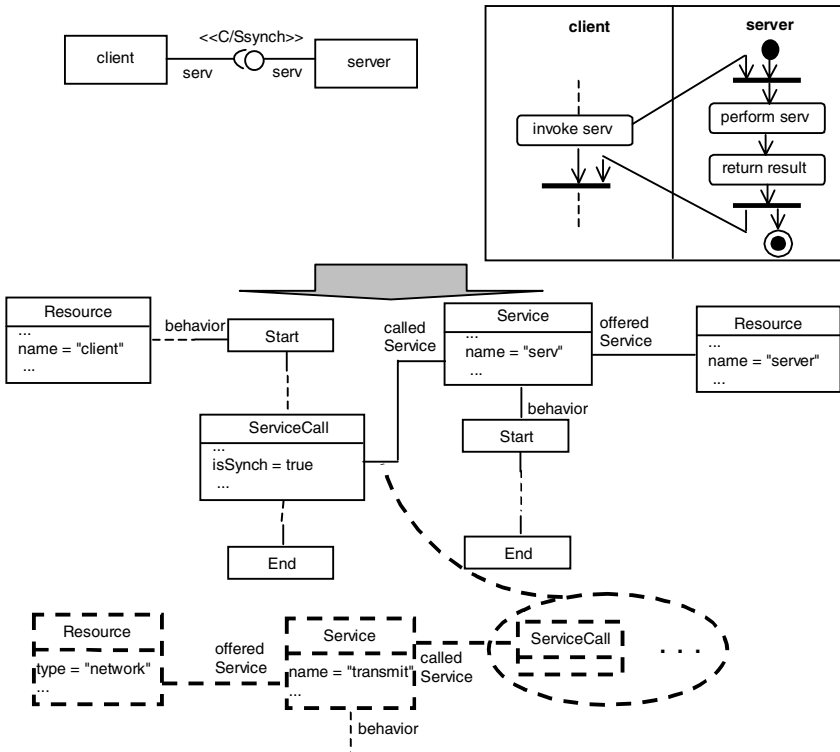 <<C/Ssynch>>
client
server
serv
serv
client
server
invoke serv
perform serv
return result
Resource
...
name = "client"
...
behavior
Start
called
Service
Service
...
name = "serv"
...
offered
Service
Resource
...
name = "server"
...
ServiceCall
...
isSynch = true
...
behavior
Start
End
End
Resource
type = "network"
...
offered
Service
Service
name = "transmit"
...
called
Service
ServiceCall
. . .
behavior